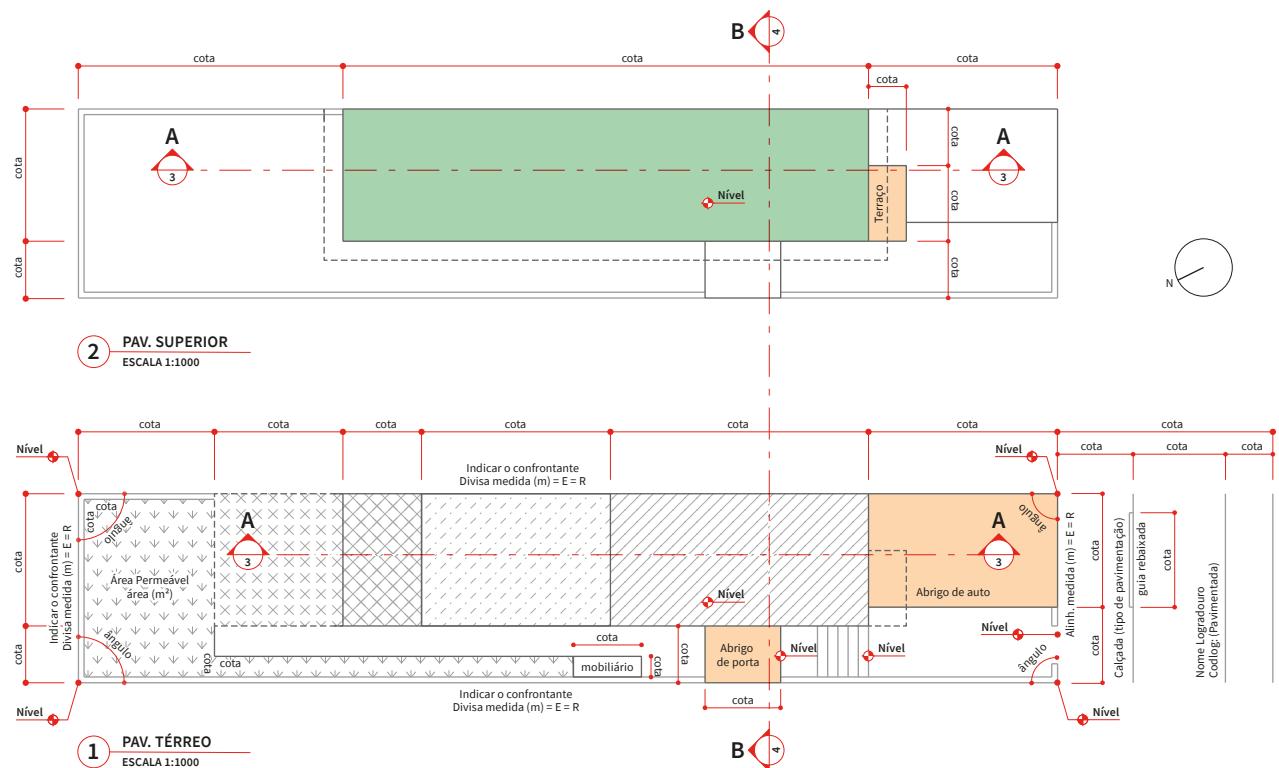 B
4
cota
cota
cota
cota
cota
cota
A
3
A
3
cota
Nível
Terraço
cota
cota
cota
N
2
PAV. SUPERIOR
ESCALA 1:1000
cota
cota
cota
cota
cota
cota
cota
cota
cota
cota
Nível
Nível
Indicar o confrontante
Divisa medida (m) = E = R
cota
cota
ângulo
ângulo
A
3
A
3
cota
Indicar o confrontante
Divisa medida (m) = E = R
Área Permeável
área (m²)
Nível
Abrigo de auto
Alinh. medida (m) = E = R
cota
Calçada (tipo de pavimentação)
guia rebaixada
cota
Nome Logradouro
Codlog: (Pavimentada)
Nível
cota
ângulo
cota
cota
cota
mobiliário
cota
cota
Abrigo
de porta
Nível
Nível
ângulo
cota
Indicar o confrontante
Divisa medida (m) = E = R
cota
Nível
Nível
1
PAV. TÉRREO
ESCALA 1:1000
B
4